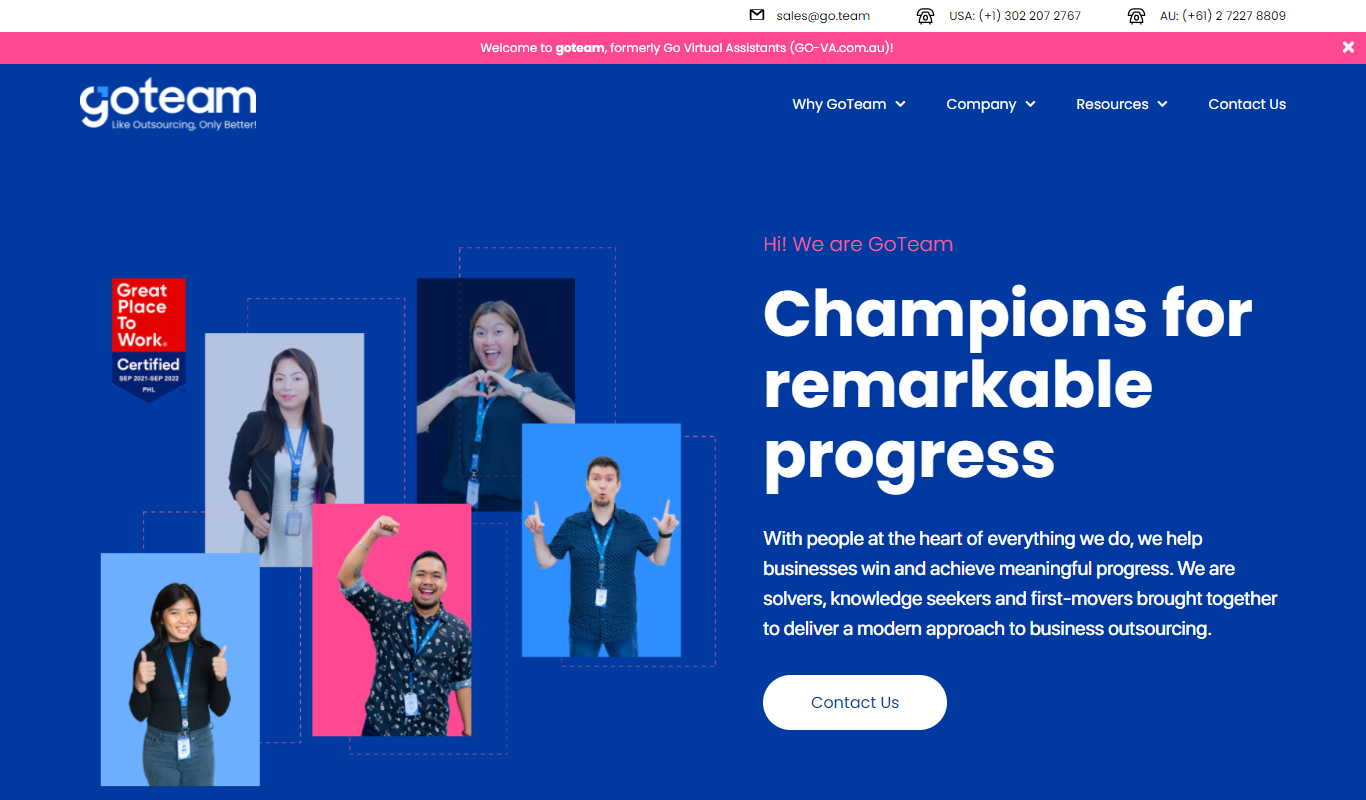 sales@go.team
USA: (+1) 302 207 2767
AU: (+61) 2 7227 8809
Welcome to goteam, formerly Go Virtual Assistants (GO-VA.com.au)!
goteam
Like Outsourcing, Only Better!
Why GoTeam
Company
Resources
Contact Us
Great
Place
To
Work.
Certified
SEP 2021-SEP 2022
PHL
Hi! We are GoTeam
Champions for
remarkable
progress
With people at the heart of everything we do, we help
businesses win and achieve meaningful progress. We are
solvers, knowledge seekers and first-movers brought together
to deliver a modern approach to business outsourcing.
Contact Us